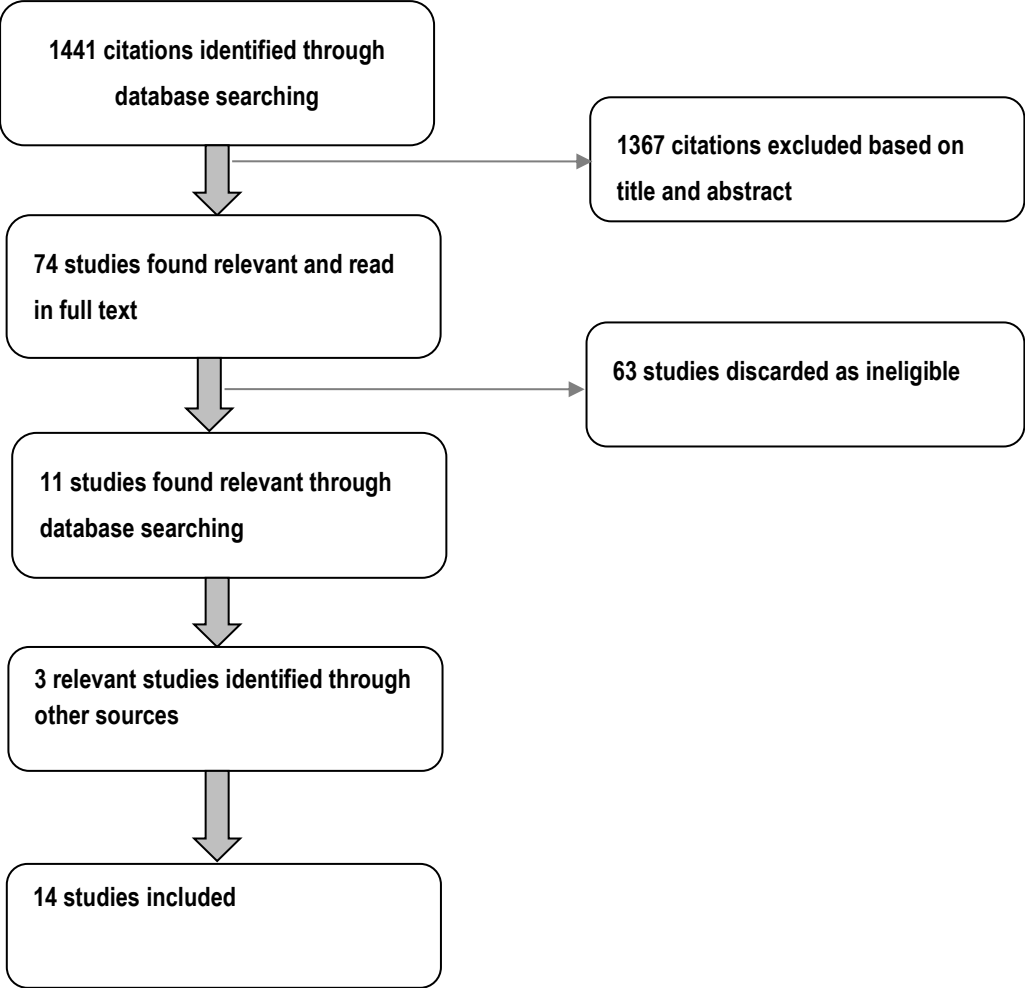 1441 citations identified through
database searching
1367 citations excluded based on
title and abstract
74 studies found relevant and read
in full text
63 studies discarded as ineligible
11 studies found relevant through
database searching
3 relevant studies identified through
other sources
14 studies included